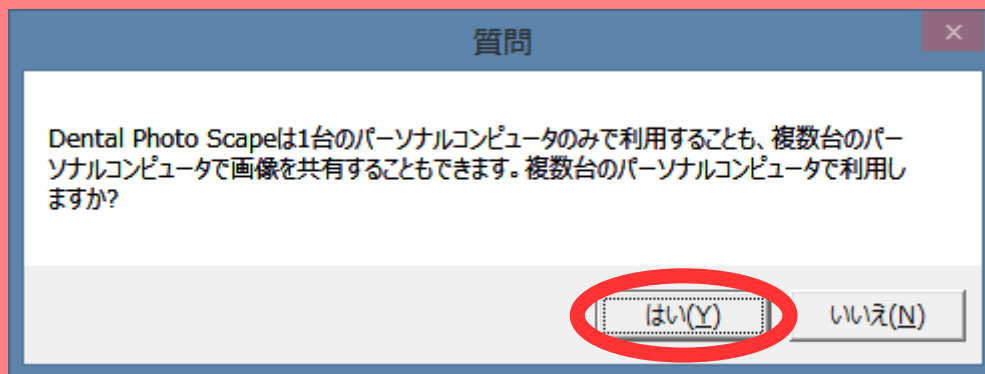 質問
Dental Photo Scapeは1台のパーソナルコンピュータのみで利用することも、複数台のパー
ソナルコンピュータで画像を共有することもできます。複数台のパーソナルコンピュータで利用し
ますか?
はい(Y) いいえ(N)